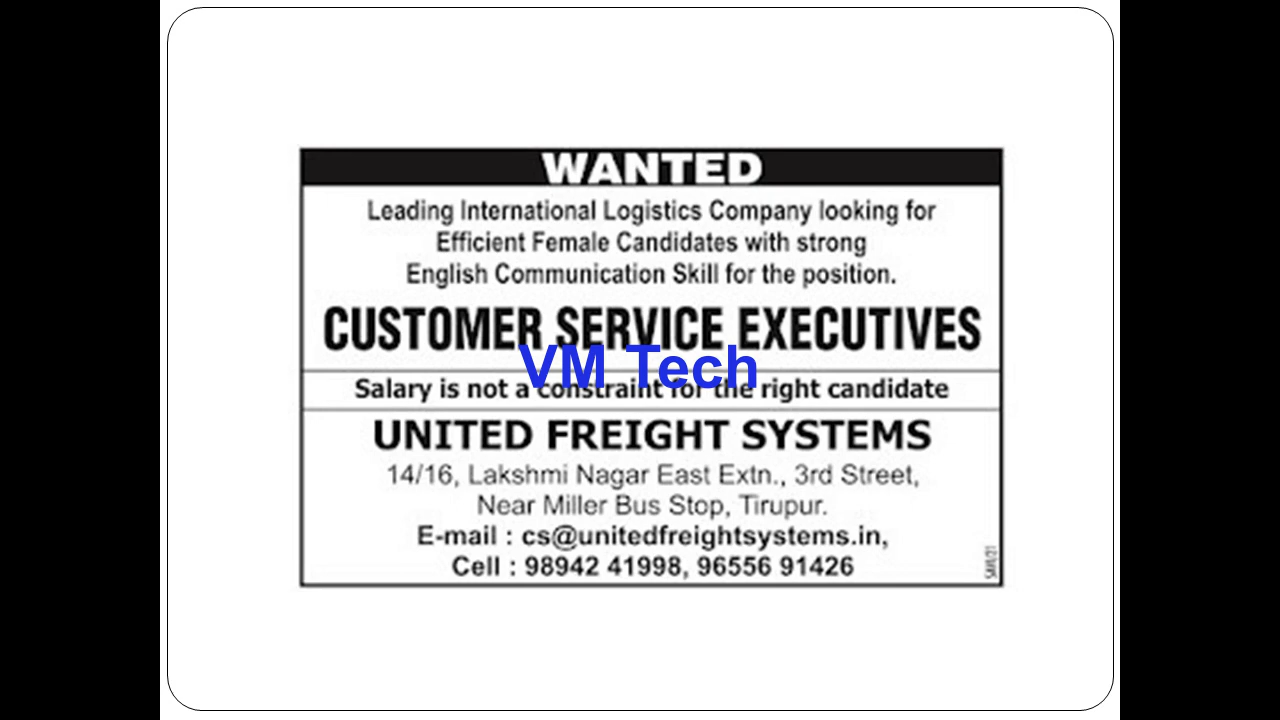 WANTED
Leading International Logistics Company looking for
Efficient Female Candidates with strong
English Communication Skill for the position.
CUSTOMER SERVICE EXECUTIVES
VM Tech
Salary is not a constraint for the right candidate
UNITED FREIGHT SYSTEMS
14/16, Lakshmi Nagar East Extn., 3rd Street,
Near Miller Bus Stop, Tirupur.
E-mail : cs@unitedfreightsystems.in,
Cell : 98942 41998, 96556 91426